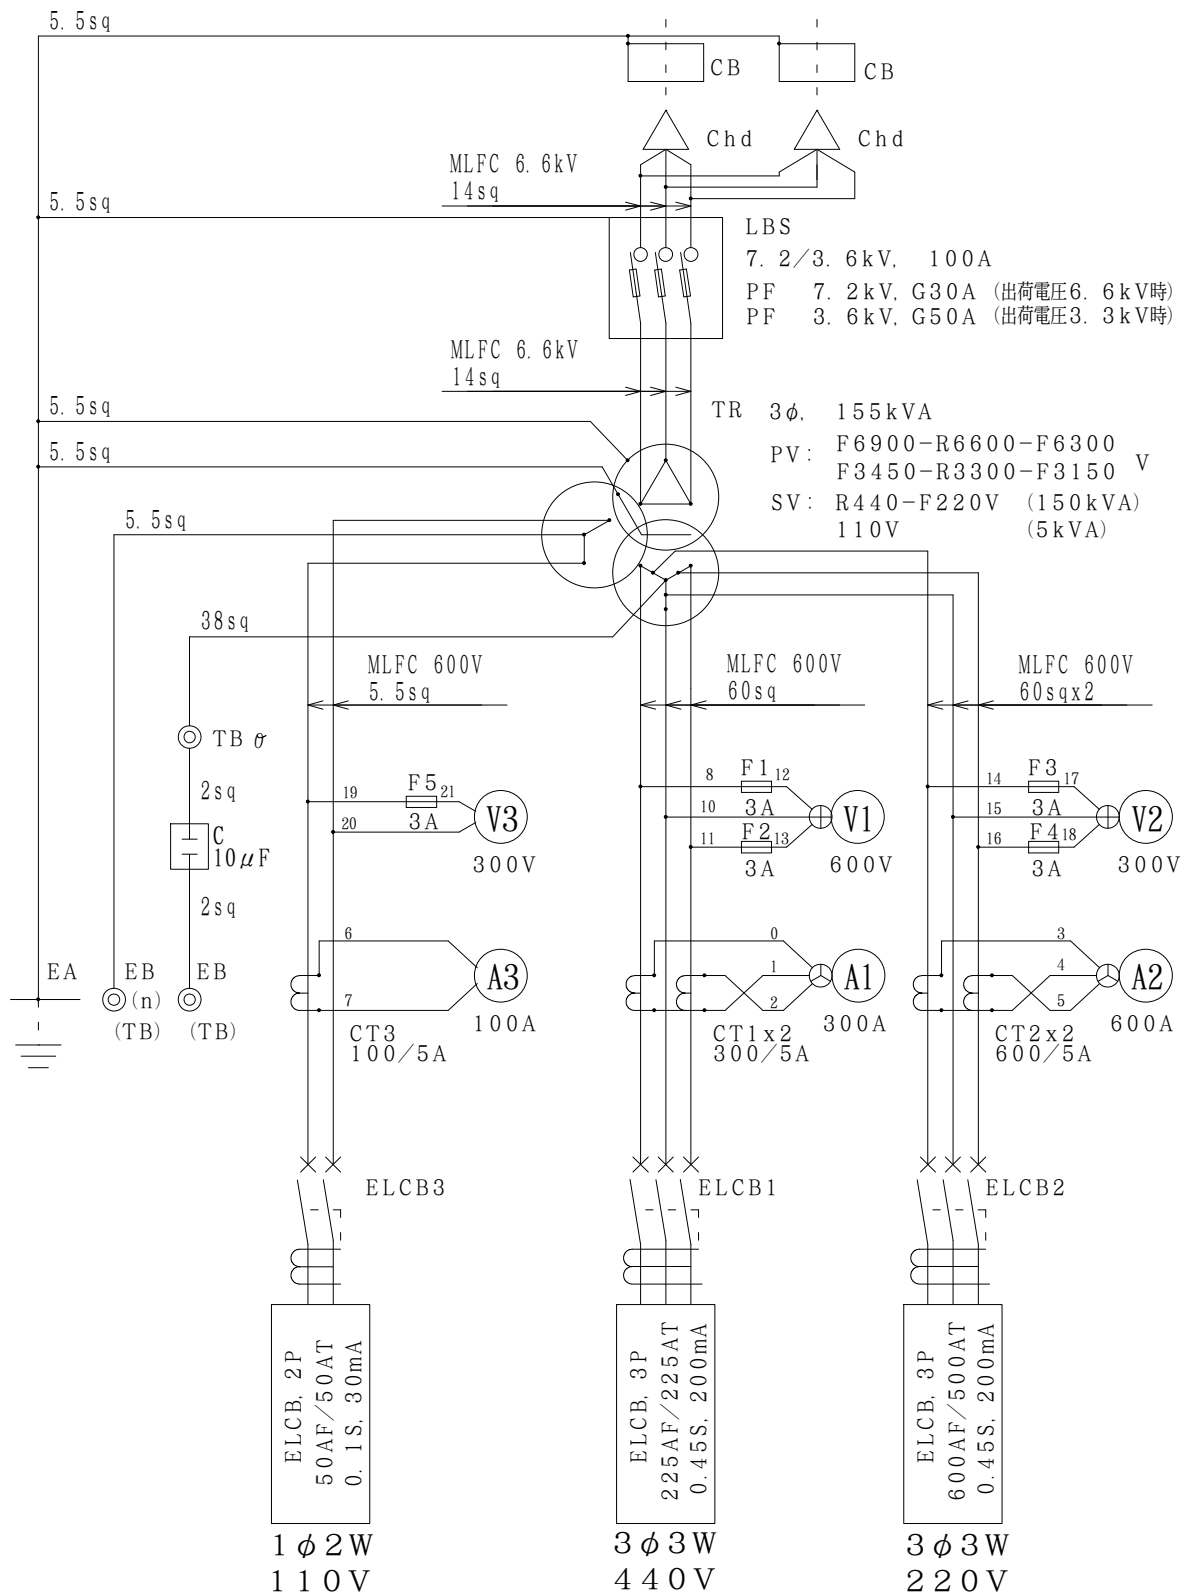 5.5sq
CB
CB
Chd
Chd
MLFC 6.6kV
14sq
5.5sq
LBS
7.2/3.6kV, 100A
PF 7.2kV, G30A (出荷電圧6.6kV時)
PF 3.6kV, G50A (出荷電圧3.3kV時)
MLFC 6.6kV
14sq
5.5sq
TR 3φ, 155kVA
PV: F6900-R6600-F6300
F3450-R3300-F3150 V
5.5sq
SV: R440-F220V (150kVA)
110V (5kVA)
5.5sq
38sq
MLFC 600V
5.5sq
MLFC 600V
60sq
MLFC 600V
60sqx2
TB
2sq
C
10μF
2sq
19 F5 21
3A
20
V3
300V
8 F1 12
3A
10
11 F2 13
3A
V1
600V
14 F3 17
3A
15
16 F4 18
3A
V2
300V
EA
EB
(n)
(TB)
EB
(TB)
6
7
A3
100A
CT3
100/5A
0
1
2
A1
300A
CT1x2
300/5A
3
4
5
A2
600A
CT2x2
600/5A
ELCB3
ELCB1
ELCB2
ELCB, 2P
50AF/50AT
0.1S, 30mA
ELCB, 3P
225AF/225AT
0.45S, 200mA
ELCB, 3P
600AF/500AT
0.45S, 200mA
1φ2W
110V
3φ3W
440V
3φ3W
220V